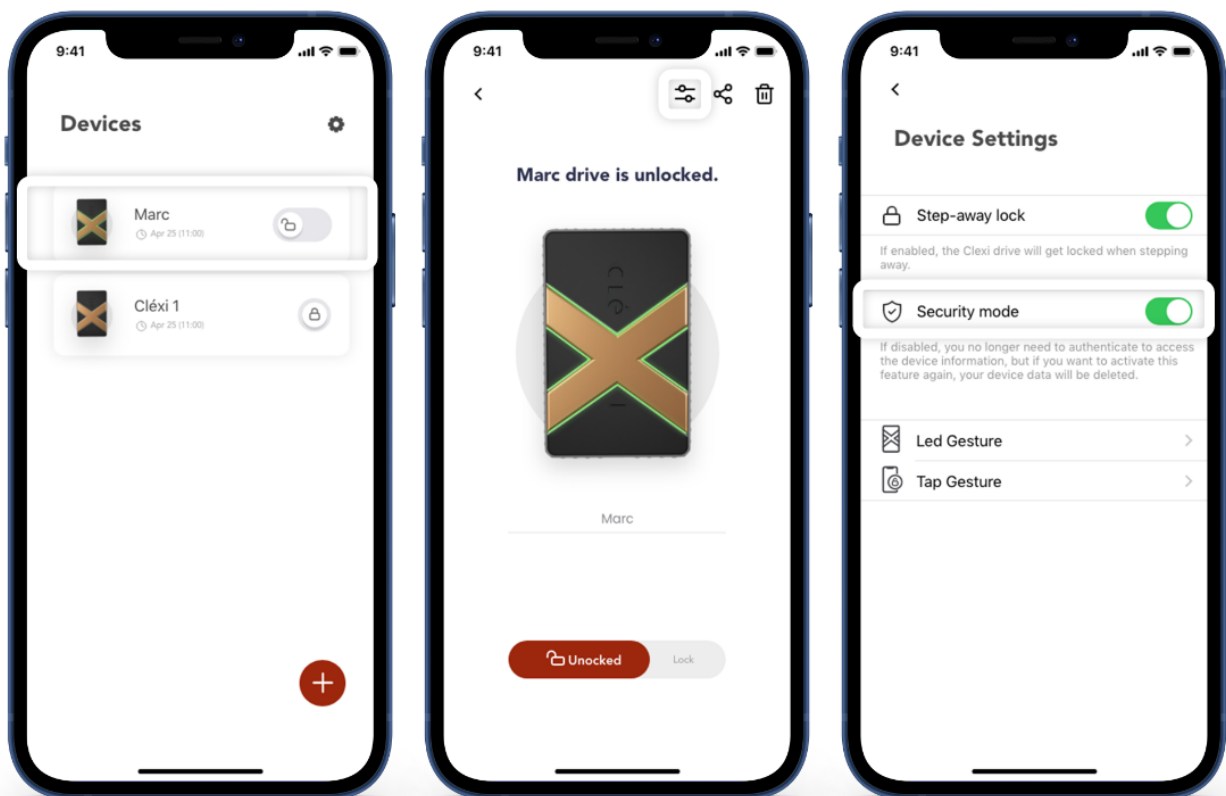 9:41
Devices
Marc
Apr 25 (11:00)
Cléxi 1
Apr 25 (11:00)
9:41
Marc drive is unlocked.
CLÉ
Marc
Unocked
Lock
9:41
Device Settings
Step-away lock
If enabled, the Clexi drive will get locked when stepping
away.
Security mode
If disabled, you no longer need to authenticate to access
the device information, but if you want to activate this
feature again, your device data will be deleted.
Led Gesture
Tap Gesture